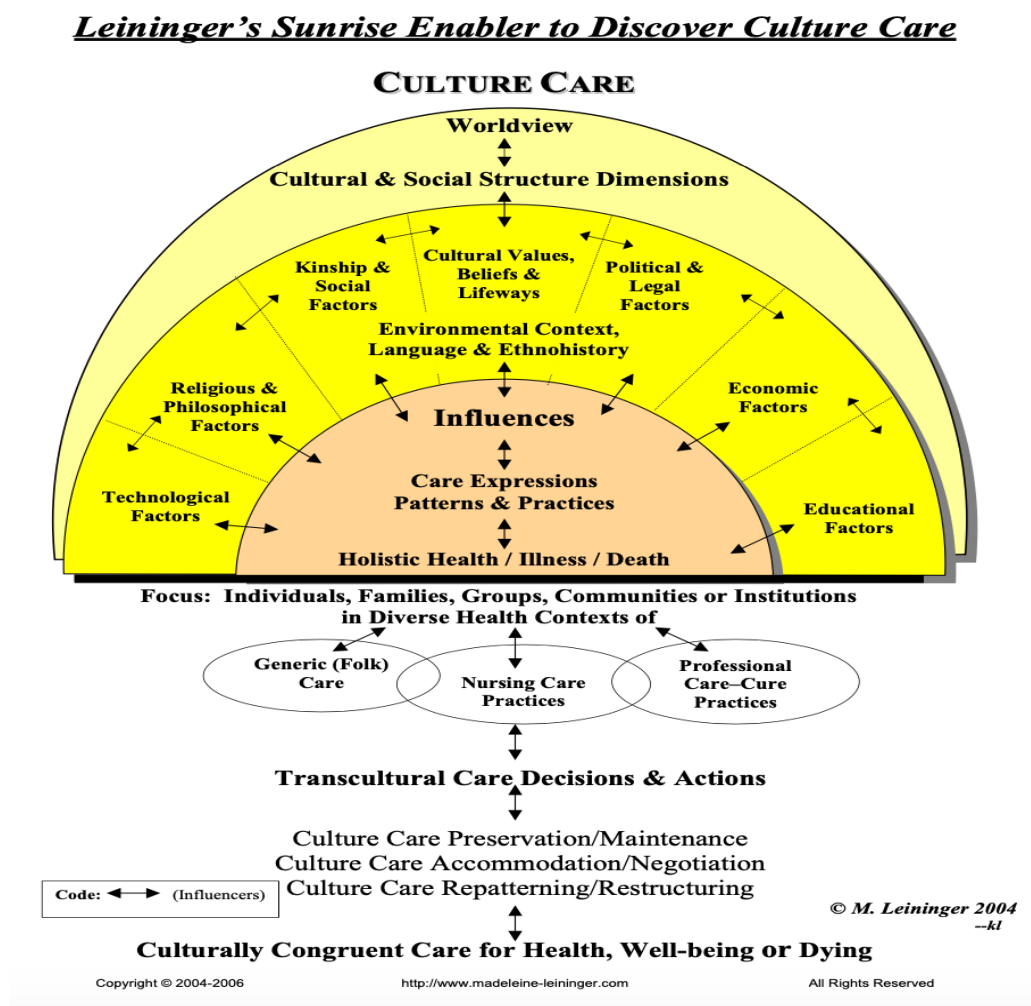 Leininger's Sunrise Enabler to Discover Culture Care
CULTURE CARE
Worldview
Cultural & Social Structure Dimensions
Kinship &
Social
Factors
Cultural Values,
Beliefs &
Lifeways
Political &
Legal
Factors
Environmental Context,
Language & Ethnohistory
Religious &
Philosophical
Factors
Economic
Factors
Technological
Factors
Educational
Factors
Influences
Care Expressions
Patterns & Practices
Holistic Health / Illness / Death
Focus: Individuals, Families, Groups, Communities or Institutions
in Diverse Health Contexts of
Generic (Folk)
Care
Nursing Care
Practices
Professional
Care–Cure
Practices
Transcultural Care Decisions & Actions
Culture Care Preservation/Maintenance
Culture Care Accommodation/Negotiation
Culture Care Repatterning/Restructuring
Code: (Influencers)
© M. Leininger 2004
--kl
Culturally Congruent Care for Health, Well-being or Dying
Copyright © 2004-2006 http://www.madeleine-leininger.com All Rights Reserved